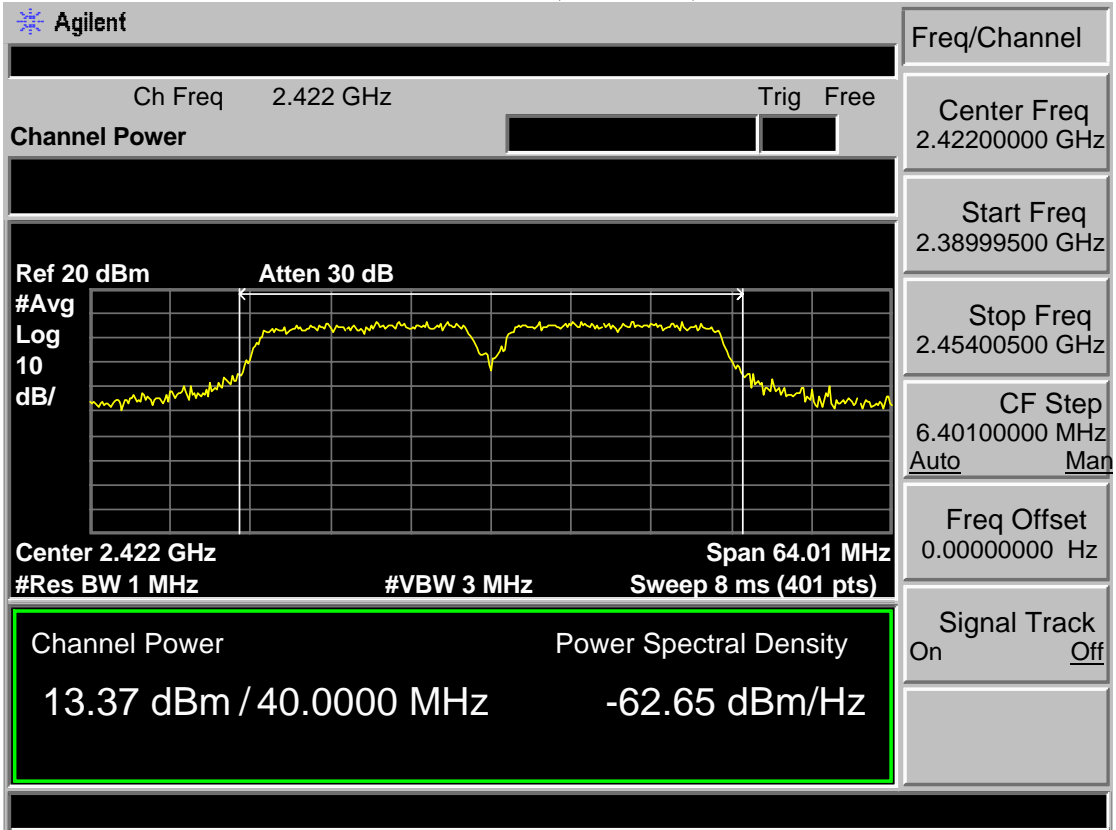 Agilent
Ch Freq 2.422 GHz Trig Free
Channel Power
Ref 20 dBm Atten 30 dB
#Avg
Log
10
dB/
Center 2.422 GHz Span 64.01 MHz
#Res BW 1 MHz #VBW 3 MHz Sweep 8 ms (401 pts)
Channel Power Power Spectral Density
13.37 dBm / 40.0000 MHz -62.65 dBm/Hz
Freq/Channel
Center Freq
2.42200000 GHz
Start Freq
2.38999500 GHz
Stop Freq
2.45400500 GHz
CF Step
6.40100000 MHz
Auto Man
Freq Offset
0.00000000 Hz
Signal Track
On Off